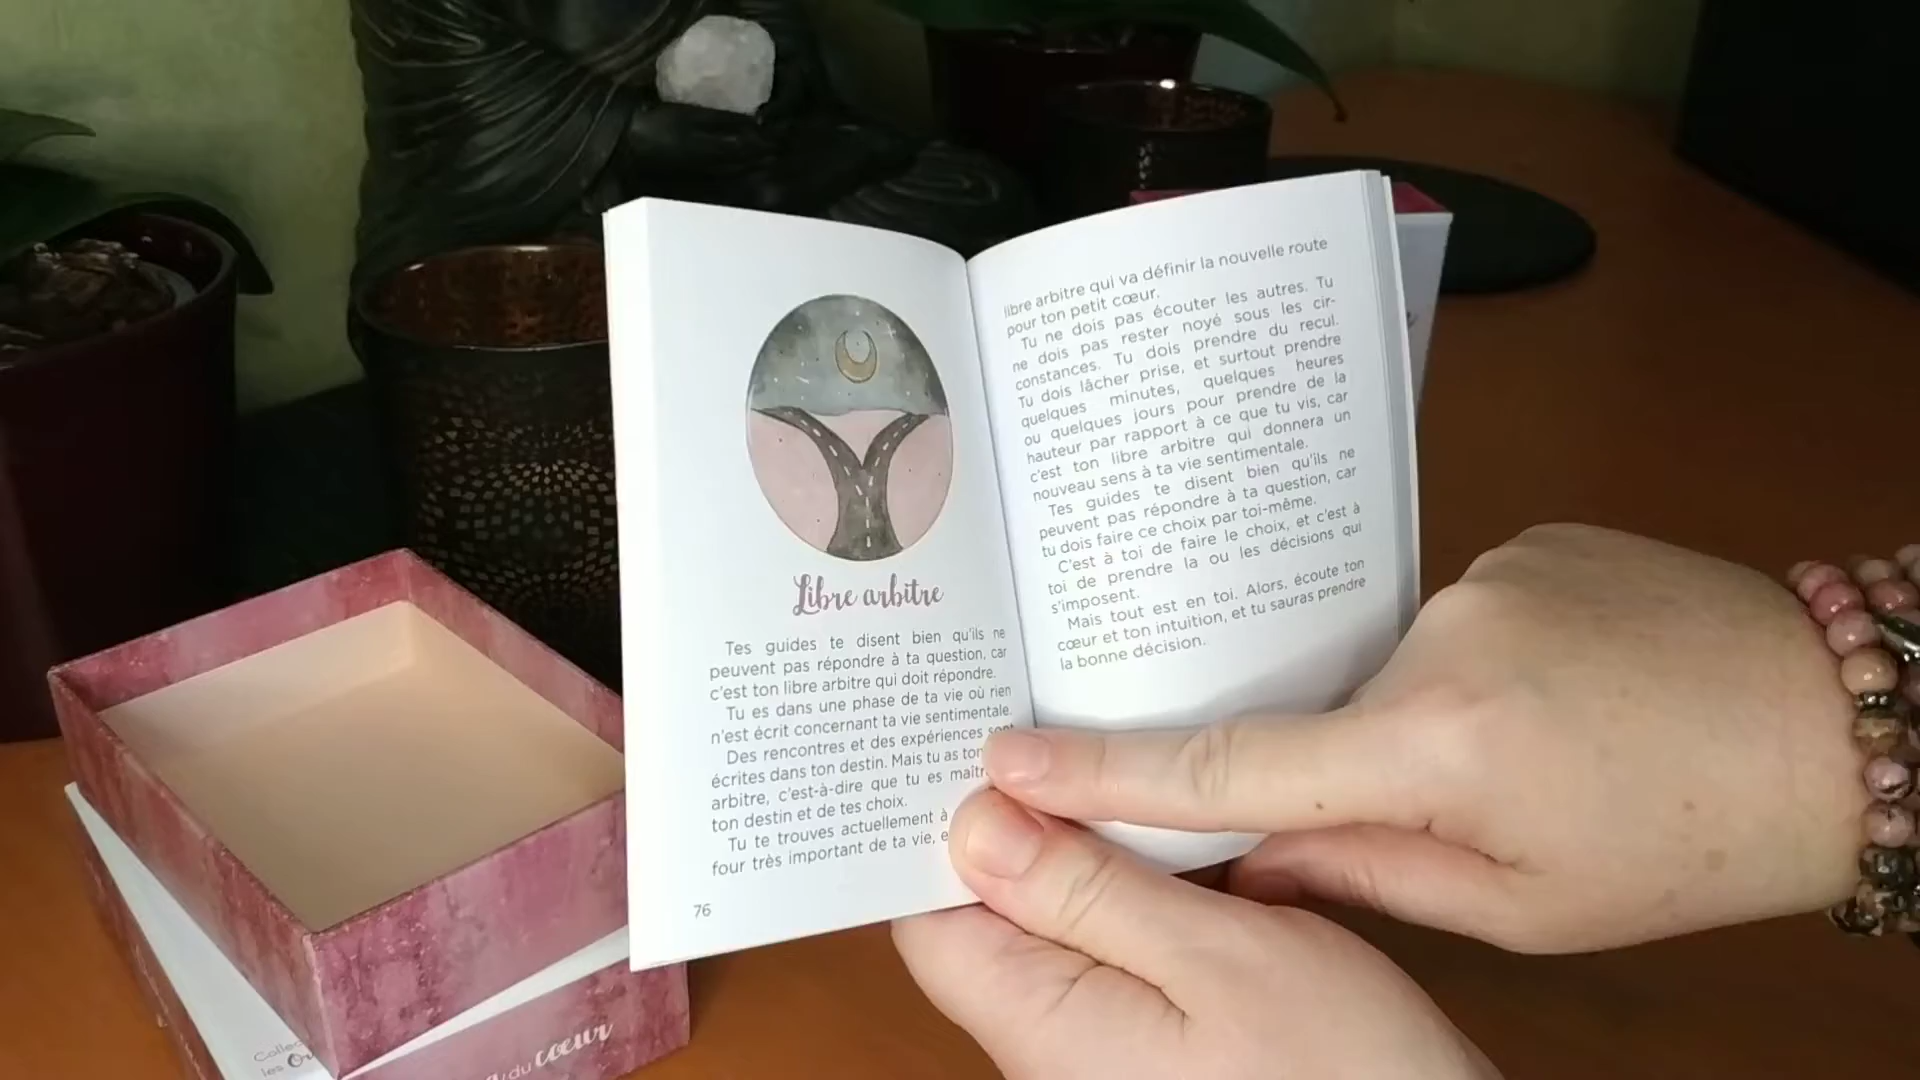 Libre arbitre
Tes guides te disent bien qu'ils ne
peuvent pas répondre à ta question, car
c'est ton libre arbitre qui doit répondre.
Tu es dans une phase de ta vie où rien
n'est écrit concernant ta vie sentimentale.
Des rencontres et des expériences sont
écrites dans ton destin. Mais tu as ton
arbitre, c'est-à-dire que tu es maître
ton destin et de tes choix.
Tu te trouves actuellement à
four très important de ta vie, e
76
libre arbitre qui va définir la nouvelle route
pour ton petit cœur.
Tu ne dois pas écouter les autres. Tu
ne dois pas rester noyé sous les cir-
constances. Tu dois prendre du recul.
Tu dois lâcher prise, et surtout prendre
quelques minutes, quelques heures
ou quelques jours pour prendre de la
hauteur par rapport à ce que tu vis, car
c'est ton libre arbitre qui donnera un
nouveau sens à ta vie sentimentale.
Tes guides te disent bien qu'ils ne
peuvent pas répondre à ta question, car
tu dois faire ce choix par toi-même.
C'est à toi de faire le choix, et c'est à
toi de prendre la ou les décisions qui
s'imposent.
Mais tout est en toi. Alors, écoute ton
cœur et ton intuition, et tu sauras prendre
la bonne décision.
Collec
les Or
du cœur